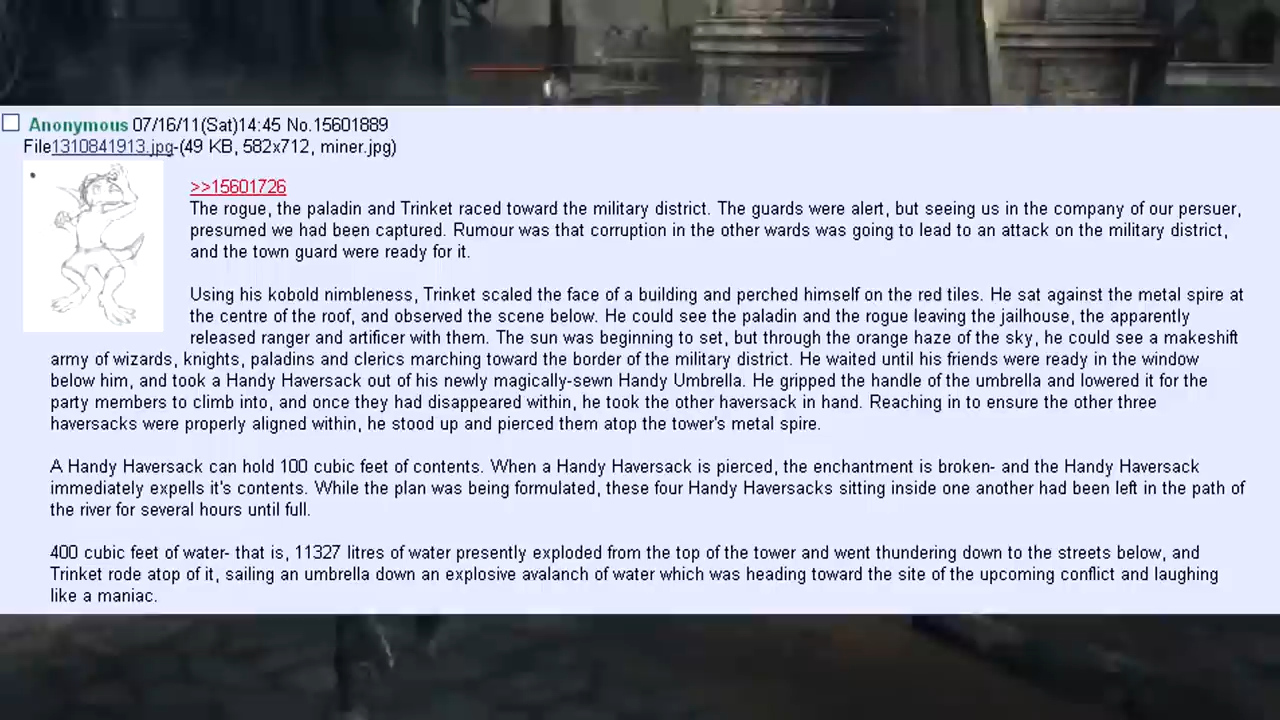 Anonymous 07/16/11(Sat)14:45 No.15601889
File1310841913.jpg-(49 KB, 582x712, miner.jpg)
>>15601726
The rogue, the paladin and Trinket raced toward the military district. The guards were alert, but seeing us in the company of our persuer,
presumed we had been captured. Rumour was that corruption in the other wards was going to lead to an attack on the military district,
and the town guard were ready for it.
Using his kobold nimbleness, Trinket scaled the face of a building and perched himself on the red tiles. He sat against the metal spire at
the centre of the roof, and observed the scene below. He could see the paladin and the rogue leaving the jailhouse, the apparently
released ranger and artificer with them. The sun was beginning to set, but through the orange haze of the sky, he could see a makeshift
army of wizards, knights, paladins and clerics marching toward the border of the military district. He waited until his friends were ready in the window
below him, and took a Handy Haversack out of his newly magically-sewn Handy Umbrella. He gripped the handle of the umbrella and lowered it for the
party members to climb into, and once they had disappeared within, he took the other haversack in hand. Reaching in to ensure the other three
haversacks were properly aligned within, he stood up and pierced them atop the tower's metal spire.
A Handy Haversack can hold 100 cubic feet of contents. When a Handy Haversack is pierced, the enchantment is broken- and the Handy Haversack
immediately expells it's contents. While the plan was being formulated, these four Handy Haversacks sitting inside one another had been left in the path of
the river for several hours until full.
400 cubic feet of water- that is, 11327 litres of water presently exploded from the top of the tower and went thundering down to the streets below, and
Trinket rode atop of it, sailing an umbrella down an explosive avalanch of water which was heading toward the site of the upcoming conflict and laughing
like a maniac.